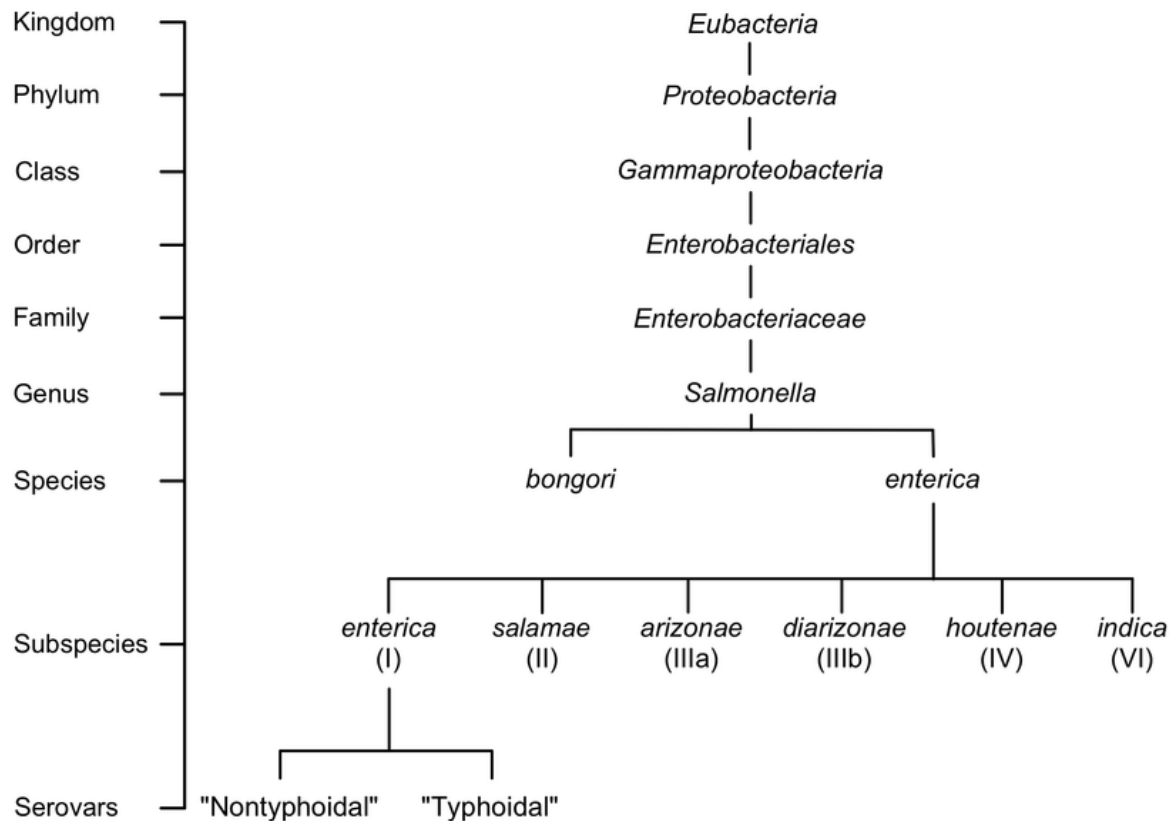 Kingdom Eubacteria
Phylum Proteobacteria
Class Gammaproteobacteria
Order Enterobacteriales
Family Enterobacteriaceae
Genus Salmonella
Species bongori enterica
enterica salamae arizonae diarizonae houtenae indica
Subspecies
(I) (II) (IIIa) (IIIb) (IV) (VI)
Serovars "Nontyphoidal" "Typhoidal"